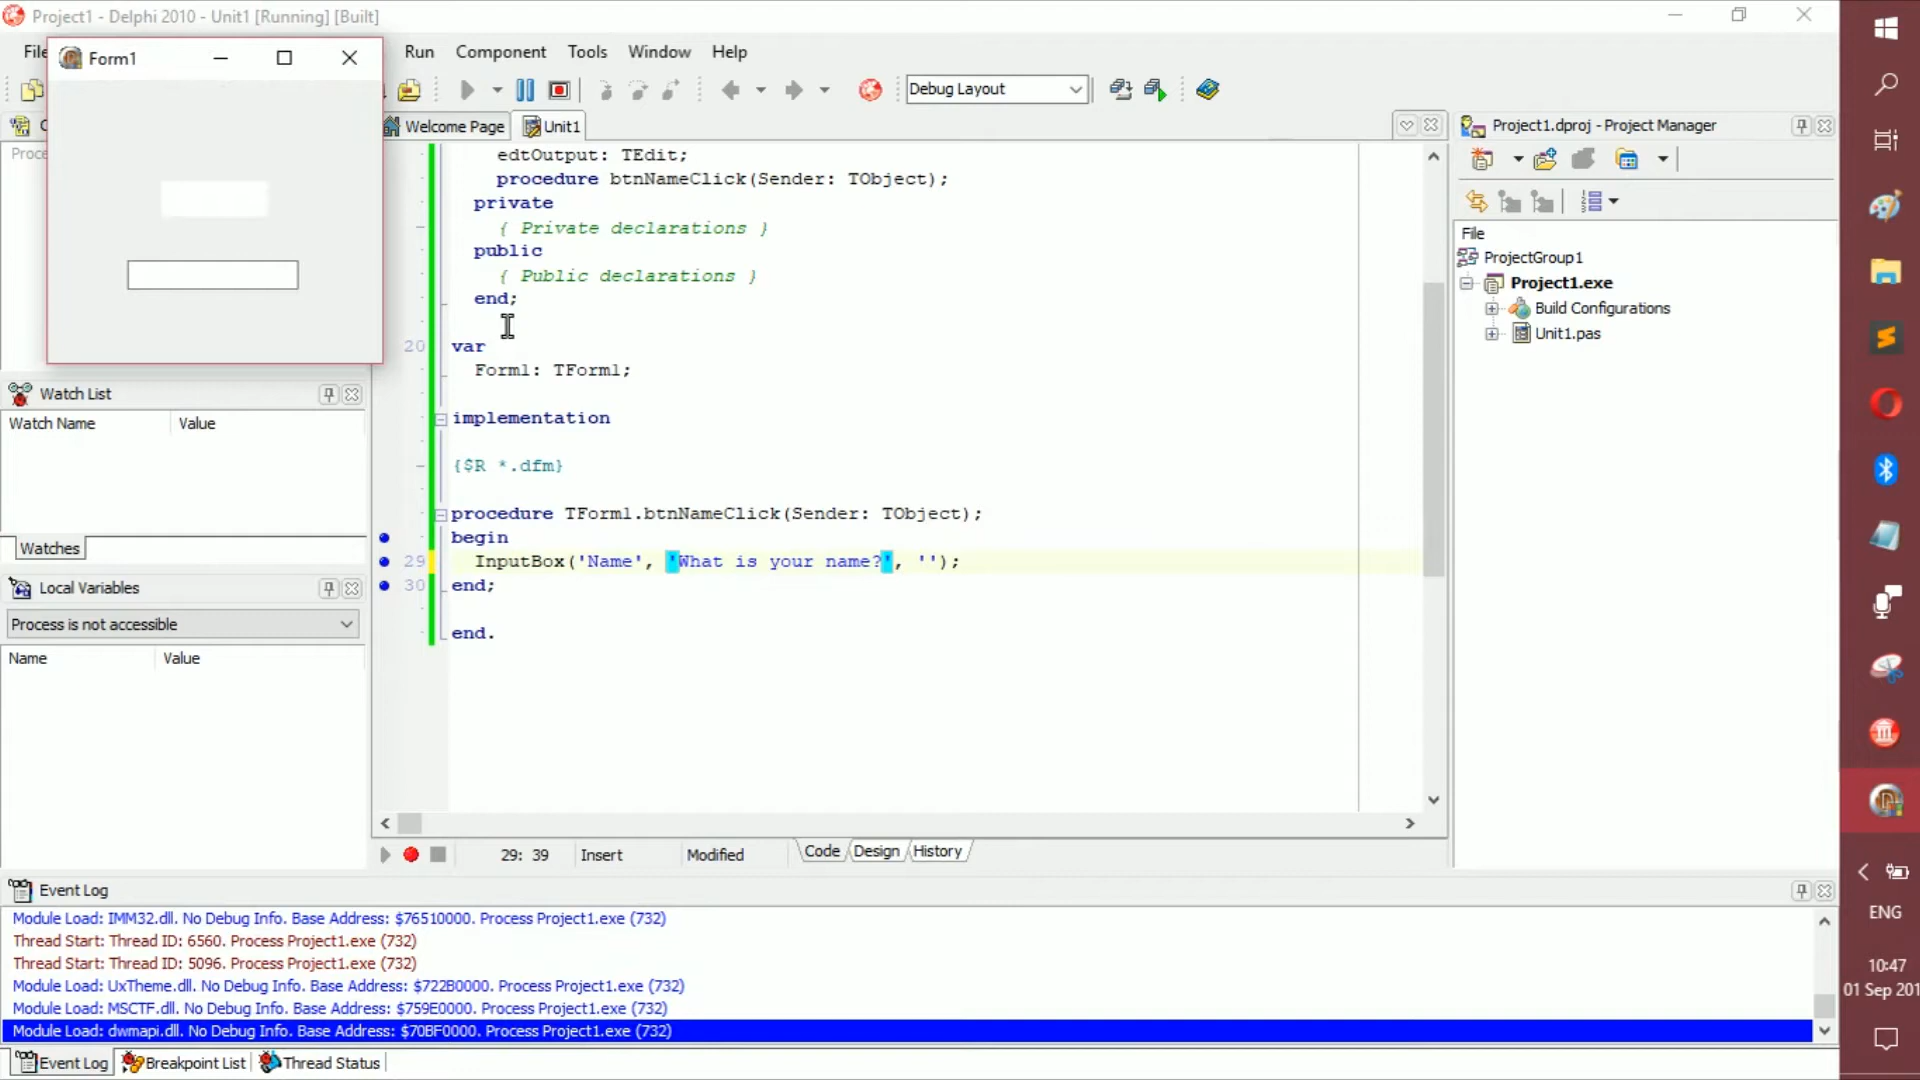 Project1 - Delphi 2010 - Unit1 [Running] [Built]
Form1
Run Component Tools Window Help
Debug Layout
Welcome Page
Unit1
edtOutput: TEdit;
procedure btnNameClick(Sender: TObject);
private
{ Private declarations }
public
{ Public declarations }
end;
20
var
Form1: TForm1;
implementation
{$R *.dfm}
procedure TForm1.btnNameClick(Sender: TObject);
begin
29
InputBox('Name', 'What is your name?', '');
30
end;
end.
Watch List
Watch Name Value
Watches
Local Variables
Process is not accessible
Name Value
29: 39 Insert Modified
Code Design History
Project1.dproj - Project Manager
File
ProjectGroup1
Project1.exe
Build Configurations
Unit1.pas
Event Log
Module Load: IMM32.dll. No Debug Info. Base Address: $76510000. Process Project1.exe (732)
Thread Start: Thread ID: 6560. Process Project1.exe (732)
Thread Start: Thread ID: 5096. Process Project1.exe (732)
Module Load: UxTheme.dll. No Debug Info. Base Address: $722B0000. Process Project1.exe (732)
Module Load: MSCTF.dll. No Debug Info. Base Address: $759E0000. Process Project1.exe (732)
Module Load: dwmapi.dll. No Debug Info. Base Address: $70BF0000. Process Project1.exe (732)
Event Log Breakpoint List Thread Status
ENG
10:47
01 Sep 201